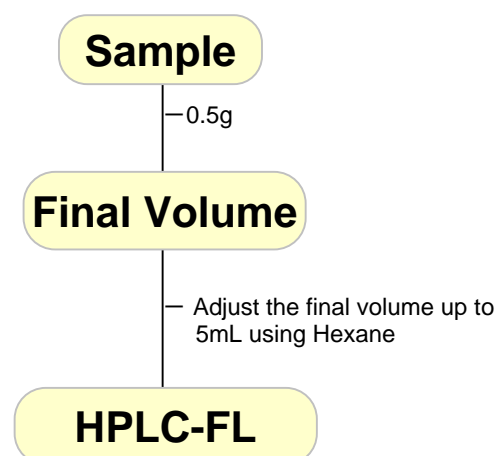 Sample
0.5g
Final Volume
Adjust the final volume up to
5mL using Hexane
HPLC-FL